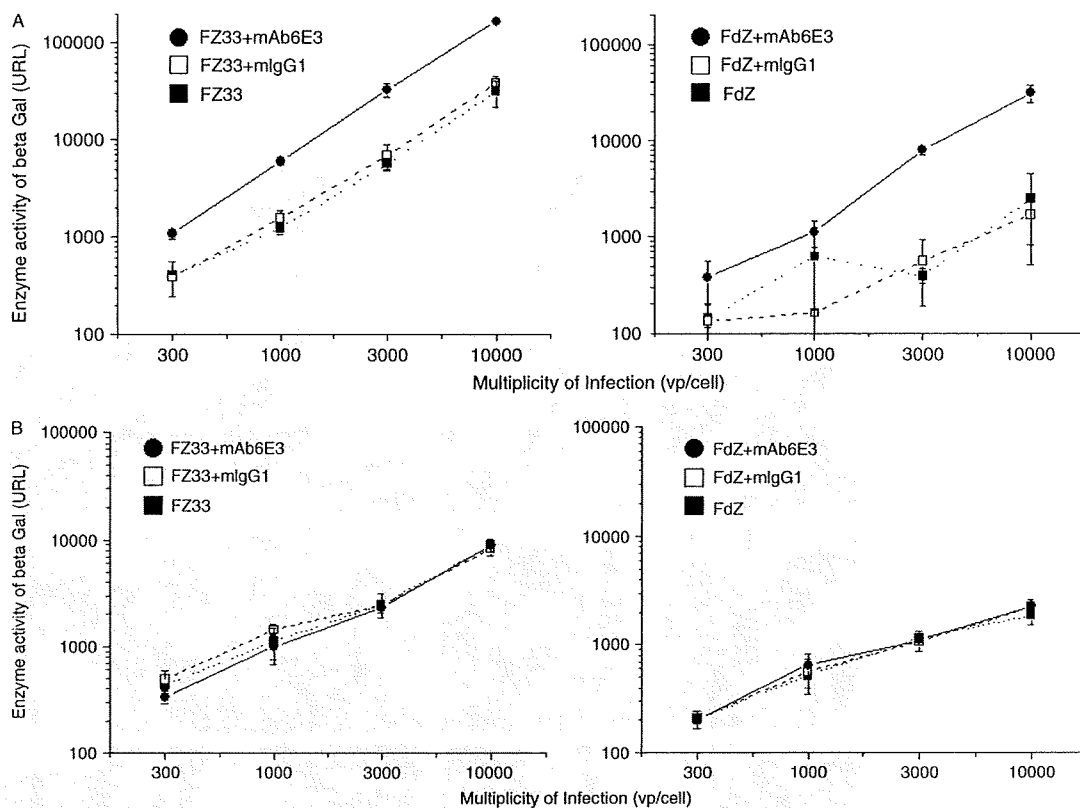 A
Enzyme activity of beta Gal (URL)
100000
10000
1000
100
FZ33+mAb6E3
FZ33+mIgG1
FZ33
300 1000 3000 10000
100000
10000
1000
100
FdZ+mAb6E3
FdZ+mIgG1
FdZ
300 1000 3000 10000
Multiplicity of Infection (vp/cell)
B
Enzyme activity of beta Gal (URL)
100000
10000
1000
100
FZ33+mAb6E3
FZ33+mIgG1
FZ33
300 1000 3000 10000
100000
10000
1000
100
FdZ+mAb6E3
FdZ+mIgG1
FdZ
300 1000 3000 10000
Multiplicity of Infection (vp/cell)